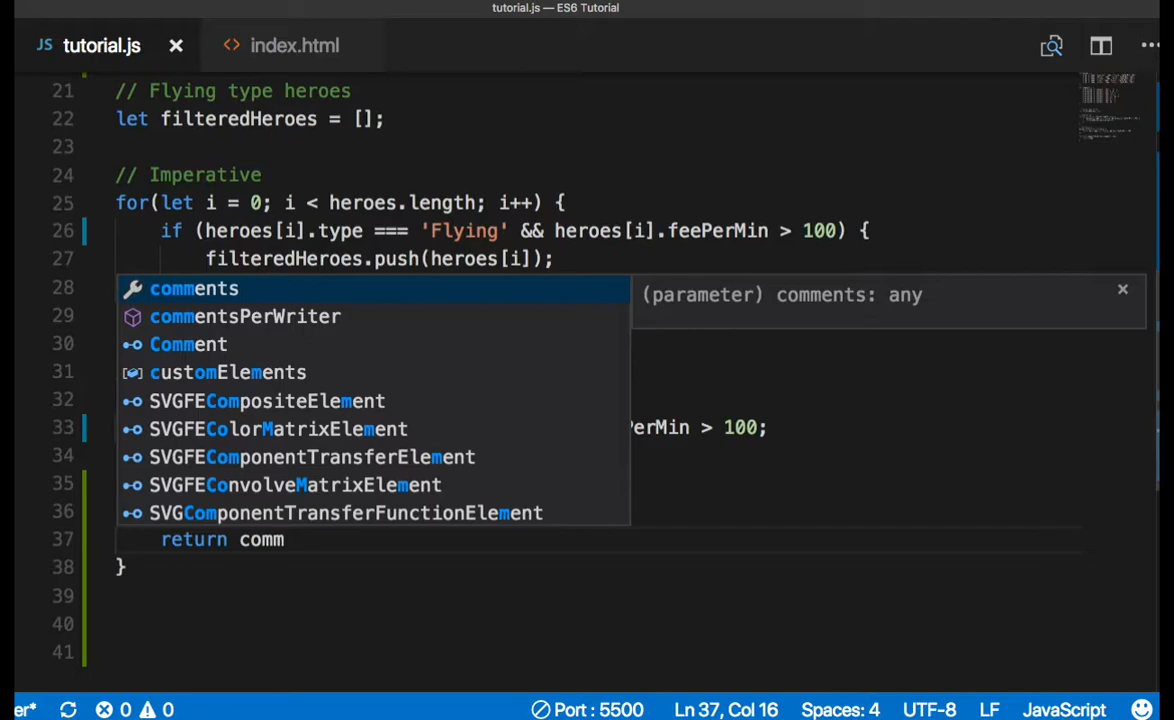 tutorial.js — ES6 Tutorial
JS tutorial.js × <> index.html
21 // Flying type heroes
22 let filteredHeroes = [];
23
24 // Imperative
25 for(let i = 0; i < heroes.length; i++) {
26 if (heroes[i].type === 'Flying' && heroes[i].feePerMin > 100) {
27 filteredHeroes.push(heroes[i]);
28 comments (parameter) comments: any ×
29 commentsPerWriter
30 Comment
31 customElements
32 SVGFECompositeElement
33 SVGFEColorMatrixElement erMin > 100;
34 SVGFEComponentTransferElement
35 SVGFEConvolveMatrixElement
36 SVGComponentTransferFunctionElement
37 return comm
38 }
39
40
41
er* 0 0 Port : 5500 Ln 37, Col 16 Spaces: 4 UTF-8 LF JavaScript